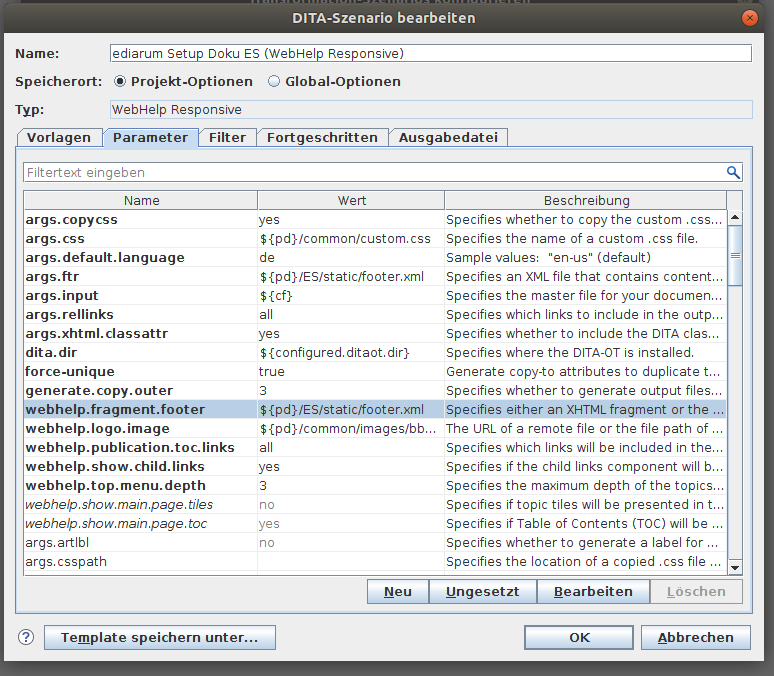 DITA-Szenario bearbeiten
Name: ediarum Setup Doku ES (WebHelp Responsive)
Speicherort: Projekt-Optionen Global-Optionen
Typ: WebHelp Responsive
Vorlagen Parameter Filter Fortgeschritten Ausgabedatei
Filtertext eingeben
Name Wert Beschreibung
args.copycss yes Specifies whether to copy the custom .css...
args.css ${pd}/common/custom.css Specifies the name of a custom .css file.
args.default.language de Sample values: "en-us" (default)
args.ftr ${pd}/ES/static/footer.xml Specifies an XML file that contains content...
args.input ${cf} Specifies the master file for your documen...
args.rellinks all Specifies which links to include in the outp...
args.xhtml.classattr yes Specifies whether to include the DITA clas...
dita.dir ${configured.ditaot.dir} Specifies where the DITA-OT is installed.
force-unique true Generate copy-to attributes to duplicate t...
generate.copy.outer 3 Specifies whether to generate output files...
webhelp.fragment.footer ${pd}/ES/static/footer.xml Specifies either an XHTML fragment or the ...
webhelp.logo.image ${pd}/common/images/bb... The URL of a remote file or the file path of ...
webhelp.publication.toc.links all Specifies which links will be included in the...
webhelp.show.child.links yes Specifies if the child links component will b...
webhelp.top.menu.depth 3 Specifies the maximum depth of the topics...
webhelp.show.main.page.tiles no Specifies if topic tiles will be presented in t...
webhelp.show.main.page.toc yes Specifies if Table of Contents (TOC) will be ...
args.artlbl no Specifies whether to generate a label for ...
args.csspath Specifies the location of a copied .css file ...
Neu Ungesetzt Bearbeiten Löschen
? Template speichern unter... OK Abbrechen